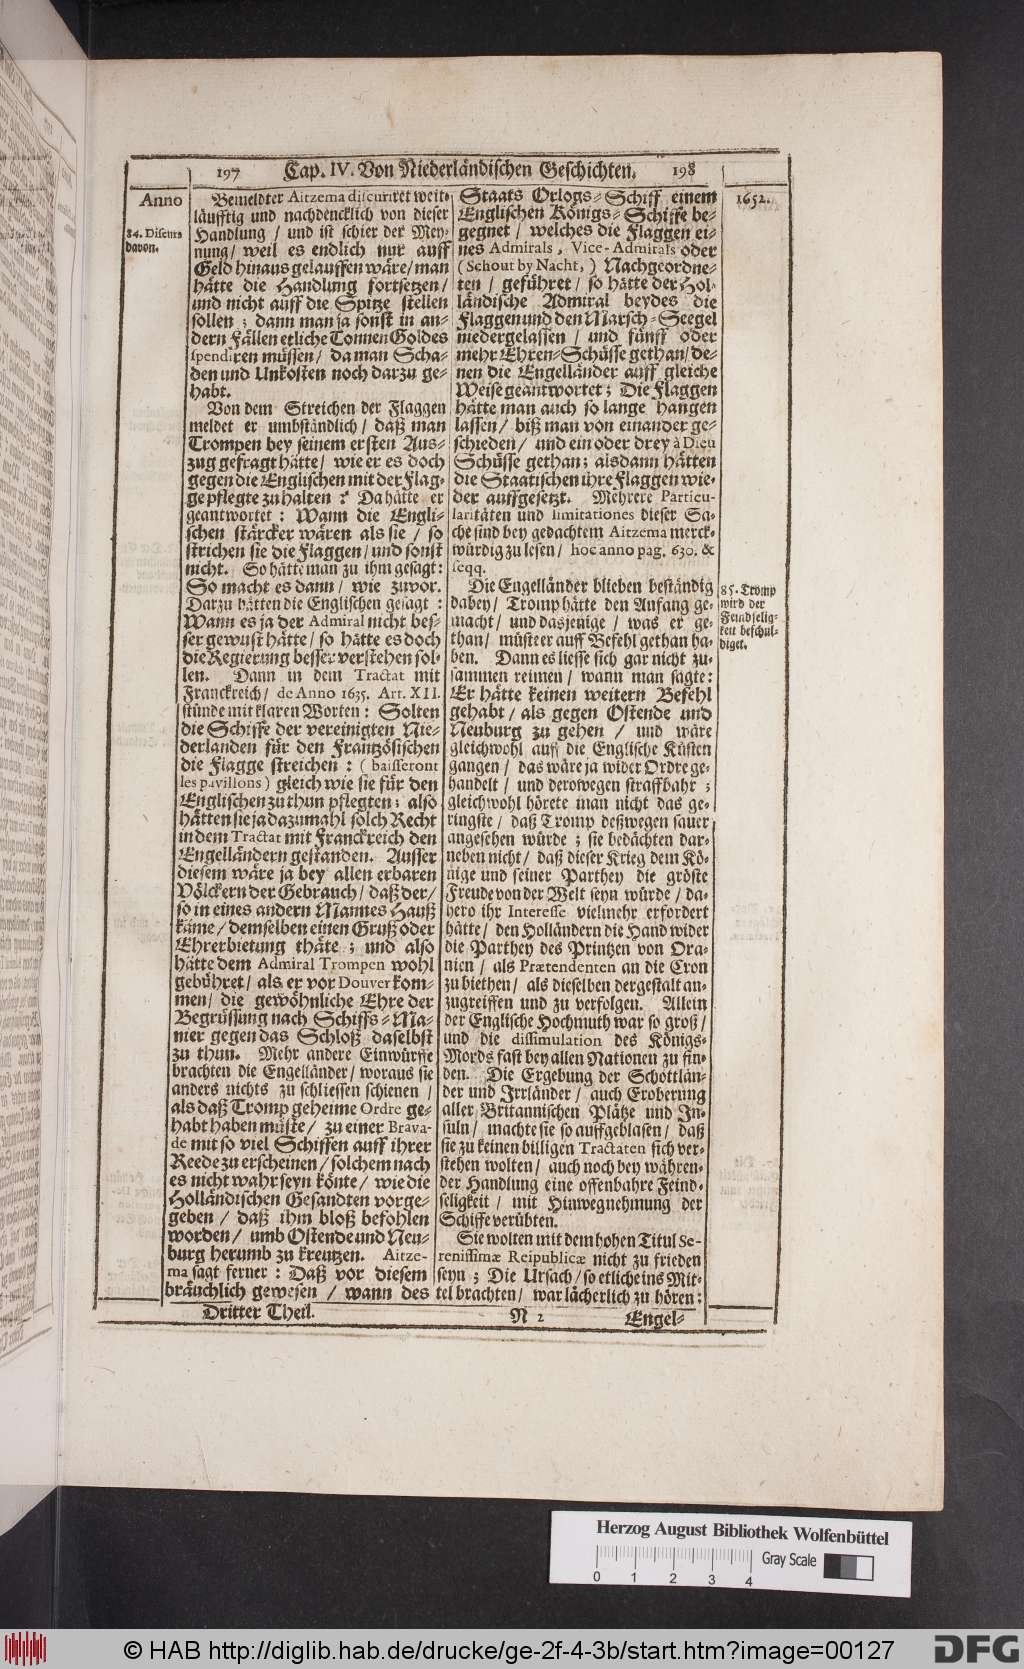 197 Cap. IV. Von Niederländischen Geschichten. 198
Anno
84. Discurs
davon.
Bemeldter Aitzema discuriret weit-
läufftig und nachdencklich von dieser
Handlung / und ist schier der Mey-
nung / weil es endlich nur auff
Geld hinaus gelauffen wäre / man
hätte die Handlung fortsetzen /
und nicht auff die Spitze stellen
sollen ; dann man ja sonst in an-
dern Fällen etliche Tonnen Goldes
spendiren müssen / da man Scha-
den und Unkosten noch darzu ge-
habt.
Von dem Streichen der Flaggen
meldet er umbständlich / daß man
Trompen bey seinem ersten Aus-
zug gefragt hätte / wie er es doch
gegen die Englischen mit der Flag-
ge pflegte zu halten ? Da hätte er
geantwortet : Wann die Engli-
schen stärcker wären als sie / so
strichen sie die Flaggen / und sonst
nicht. So hätte man zu ihm gesagt :
So macht es dann / wie zuvor.
Darzu hätten die Englischen gesagt :
Wann es ja der Admiral nicht bes-
ser gewust hätte / so hätte es doch
die Regierung besser verstehen sol-
len. Dann in dem Tractat mit
Franckreich / de Anno 1635. Art. XII.
stünde mit klaren Worten : Solten
die Schiffe der vereinigten Nie-
derlanden für den Frantzösischen
die Flagge streichen : ( baisseront
les pavillons ) gleich wie sie für den
Englischen zu thun pflegten ; also
hätten sie ja dazumahl solch Recht
in dem Tractat mit Franckreich den
Engelländern gestanden. Ausser
diesem wäre ja bey allen erbaren
Völckern der Gebrauch / daß der /
so in eines andern Mannes Hauß
käme / demselben einen Gruß oder
Ehrerbietung thäte ; und also
hätte dem Admiral Trompen wohl
gebühret / als er vor Douver kom-
men / die gewöhnliche Ehre der
Begrüssung nach Schiffs-Ma-
nier gegen das Schloß daselbst
zu thun. Mehr andere Einwürffe
brachten die Engelländer / woraus sie
anders nichts zu schliessen schienen /
als daß Tromp geheime Ordre ge-
habt haben müste / zu einer Brava-
de mit so viel Schiffen auff ihrer
Reede zu erscheinen / solchem nach
es nicht wahr seyn könte / wie die
Holländischen Gesandten vorge-
geben / daß ihm bloß befohlen
worden / umb Ostende und Neu-
burg herumb zu kreutzen. Aitze-
ma sagt ferner : Daß vor diesem
bräuchlich gewesen / wann des
Dritter Theil.
1652.
Staats Orlogs-Schiff einem
Englischen Königs-Schiffe be-
gegnet / welches die Flaggen ei-
nes Admirals, Vice-Admirals oder
( Schout by Nacht, ) Nachgeordne-
ten / geführet / so hätte der Hol-
ländische Admiral beydes die
Flaggen und den Marsch-Seegel
niedergelassen / und fünff oder
mehr Ehren-Schüsse gethan / de-
nen die Engelländer auff gleiche
Weise geantwortet ; Die Flaggen
hätte man auch so lange hangen
lassen / biß man von einander ge-
schieden / und ein oder drey à Dieu
Schüsse gethan ; alsdann hätten
die Staatischen ihre Flaggen wie-
der auffgesetzt. Mehrere Particu-
laritäten und limitationes dieser Sa-
che sind bey gedachtem Aitzema merck-
würdig zu lesen / hoc anno pag. 630. &
seqq.
85. Tromp
wird der
Feindselig-
keit beschul-
diget.
Die Engelländer blieben beständig
dabey / Tromp hätte den Anfang ge-
macht / und dasjenige / was er ge-
than / müste er auff Befehl gethan ha-
ben. Dann es liesse sich gar nicht zu-
sammen reimen / wann man sagte :
Er hätte keinen weitern Befehl
gehabt / als gegen Ostende und
Neuburg zu gehen / und wäre
gleichwohl auff die Englische Küsten
gangen / das wäre ja wider Ordre ge-
handelt / und derowegen straffbahr ;
gleichwohl hörete man nicht das ge-
ringste / daß Tromp deßwegen sauer
angesehen würde ; sie bedächten dar-
neben nicht / daß dieser Krieg dem Kö-
nige und seiner Parthey die gröste
Freude von der Welt seyn würde / da-
hero ihr Interesse vielmehr erfordert
hätte / den Holländern die Hand wider
die Parthey des Printzen von Ora-
nien / als Prætendenten an die Cron
zu biethen / als dieselben dergestalt an-
zugreiffen und zu verfolgen. Allein
der Englische Hochmuth war so groß /
und die dissimulation des Königs-
Mords fast bey allen Nationen zu fin-
den. Die Ergebung der Schottlän-
der und Irrländer / auch Eroberung
aller Britannischen Plätze und In-
suln / machte sie so auffgeblasen / daß
sie zu keinen billigen Tractaten sich ver-
stehen wolten / auch noch bey während-
der Handlung eine offenbahre Feind-
seligkeit / mit Hinwegnehmung der
Schiffe verübten.
Sie wolten mit dem hohen Titul Se-
renissimæ Reipublicæ nicht zu frieden
seyn ; Die Ursach / so etliche ins Mit-
tel brachten / war lächerlich zu hören :
N 2 Engel-
Herzog August Bibliothek Wolfenbüttel
Gray Scale
0 1 2 3 4
© HAB http://diglib.hab.de/drucke/ge-2f-4-3b/start.htm?image=00127
DFG